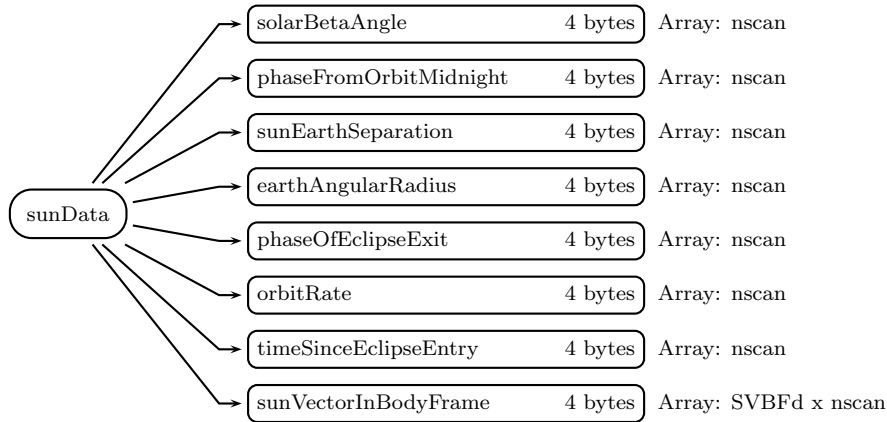 solarBetaAngle 4 bytes Array: nscan
phaseFromOrbitMidnight 4 bytes Array: nscan
sunEarthSeparation 4 bytes Array: nscan
earthAngularRadius 4 bytes Array: nscan
sunData
phaseOfEclipseExit 4 bytes Array: nscan
orbitRate 4 bytes Array: nscan
timeSinceEclipseEntry 4 bytes Array: nscan
sunVectorInBodyFrame 4 bytes Array: SVBFd x nscan